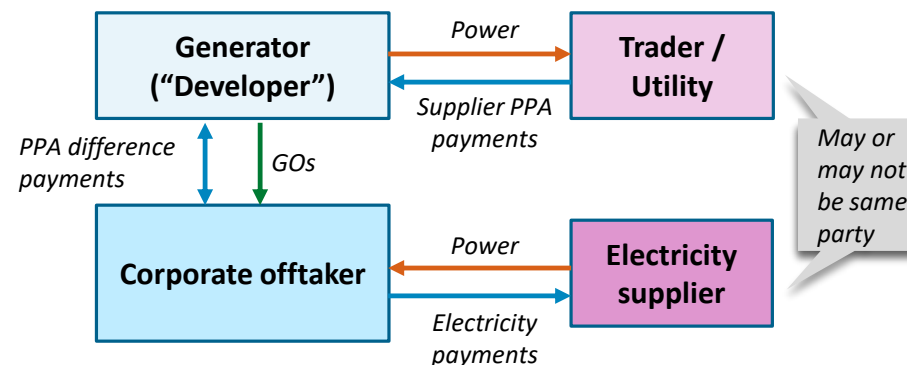 Generator
(“Developer”)
Power
Trader /
Utility
Supplier PPA
payments
PPA difference
payments
GOs
May or
may not
be same
party
Corporate offtaker
Power
Electricity
supplier
Electricity
payments